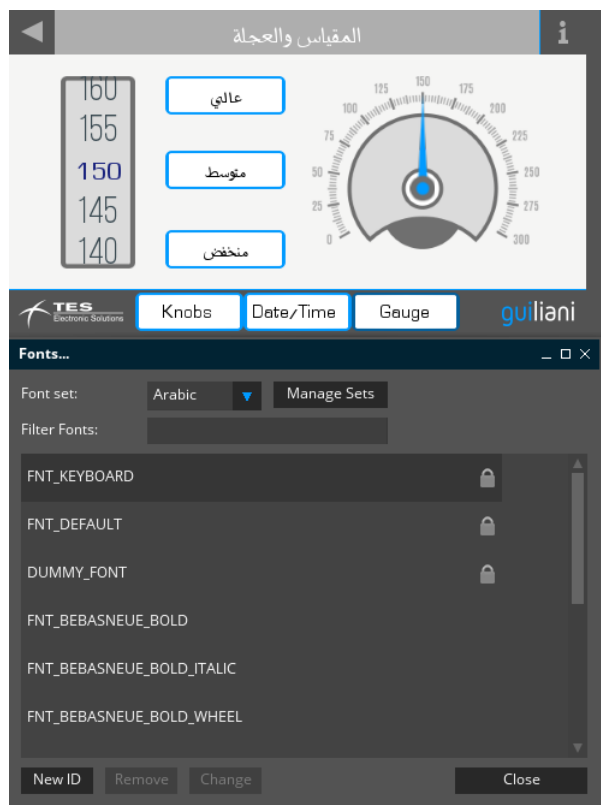 المقياس والعجلة
i
160
155
150
145
140
عالي
متوسط
منخفض
0
25
50
75
100
125
150
175
200
225
250
275
300
TES
Electronic Solutions
Knobs
Date/Time
Gauge
guiliani
Fonts...
Font set:
Arabic
Manage Sets
Filter Fonts:
FNT_KEYBOARD
FNT_DEFAULT
DUMMY_FONT
FNT_BEBASNEUE_BOLD
FNT_BEBASNEUE_BOLD_ITALIC
FNT_BEBASNEUE_BOLD_WHEEL
New ID
Remove
Change
Close